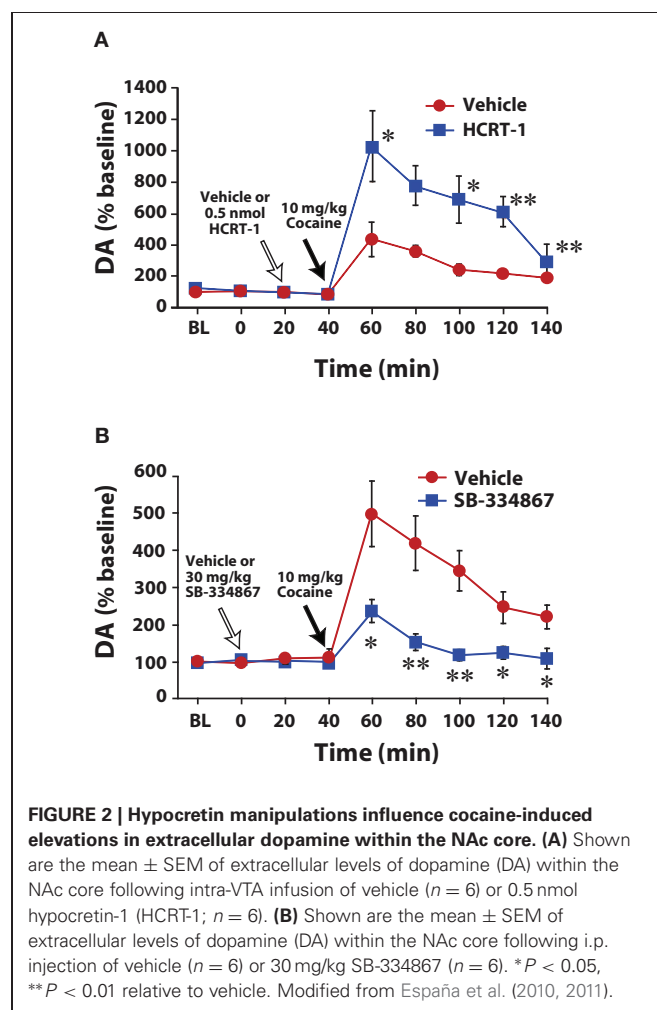 A
1400
1200
1000
800
600
400
200
0
DA (% baseline)
Vehicle
HCRT-1
Vehicle or
0.5 nmol
HCRT-1
10 mg/kg
Cocaine
*
*
**
**
BL 0 20 40 60 80 100 120 140
Time (min)
B
600
500
400
300
200
100
0
DA (% baseline)
Vehicle
SB-334867
Vehicle or
30 mg/kg
SB-334867
10 mg/kg
Cocaine
*
**
**
*
*
BL 0 20 40 60 80 100 120 140
Time (min)
FIGURE 2 | Hypocretin manipulations influence cocaine-induced
elevations in extracellular dopamine within the NAc core. (A) Shown
are the mean ± SEM of extracellular levels of dopamine (DA) within the
NAc core following intra-VTA infusion of vehicle (n = 6) or 0.5 nmol
hypocretin-1 (HCRT-1; n = 6). (B) Shown are the mean ± SEM of
extracellular levels of dopamine (DA) within the NAc core following i.p.
injection of vehicle (n = 6) or 30 mg/kg SB-334867 (n = 6). *P < 0.05,
**P < 0.01 relative to vehicle. Modified from España et al. (2010, 2011).